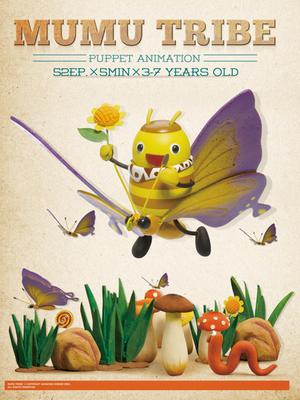 MUMU TRIBE
PUPPET ANIMATION
52EP. × 5MIN × 3-7 YEARS OLD